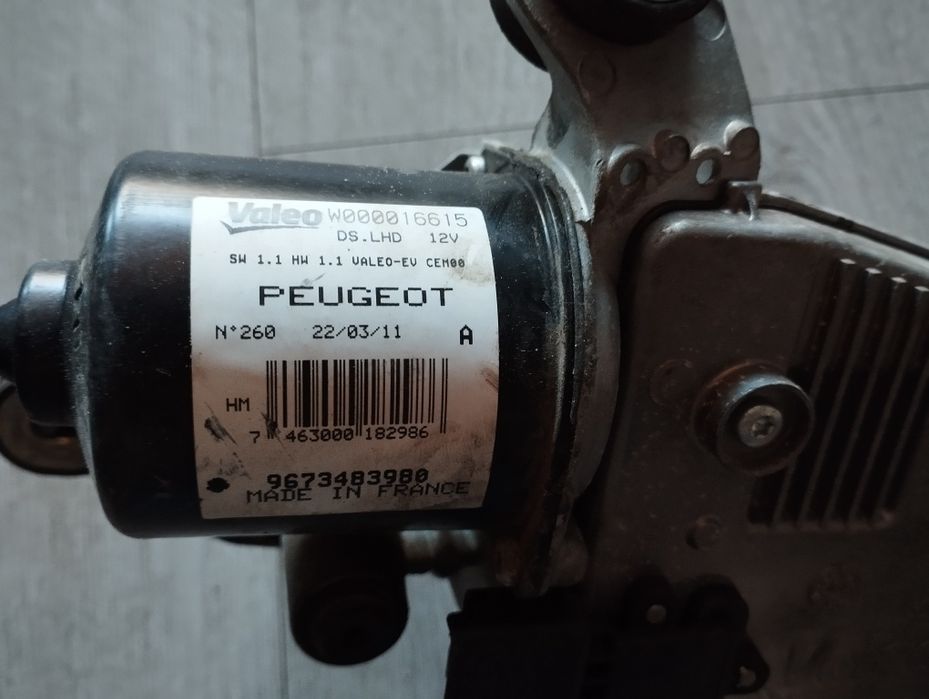 Valeo W000016615
DS.LHD 12V
SW 1.1 HW 1.1 VALEO-EV CEM00
PEUGEOT
N°260 22/03/11 A
HM
7 463000 182986
9673483980
MADE IN FRANCE